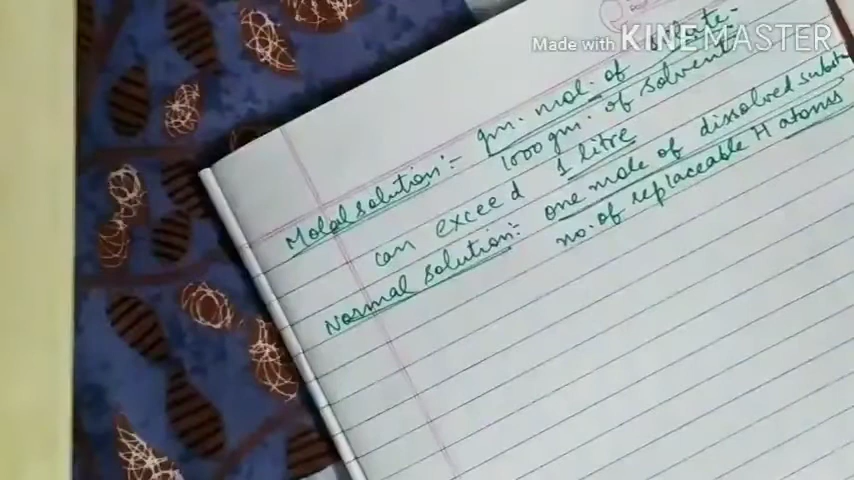 Made with KINEMASTER
Molal solution :- gm. mol. of solute.
1000 gm. of solvent
can exceed 1 litre
Normal solution :- one mole of dissolved
no. of replaceable H atoms